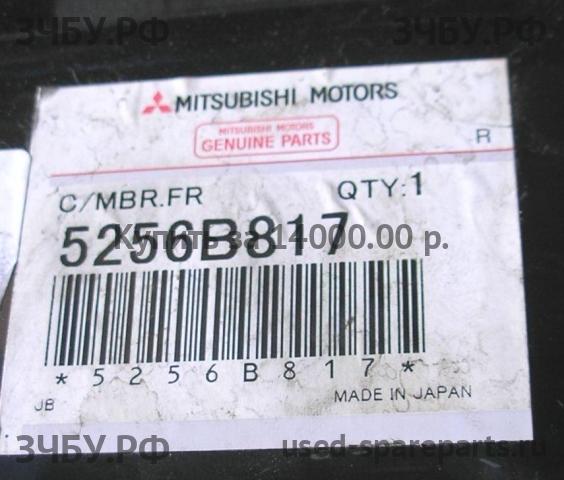 ЗЧБУ.РФ ЗЧБУ.РФ
MITSUBISHI MOTORS
MITSUBISHI MOTORS
GENUINE PARTS
R
C/MBR.FR QTY:1
5256B817
Купить за 14000.00 р.
*5256B817*
JB MADE IN JAPAN
ЗЧБУ.РФ used-spareparts.ru